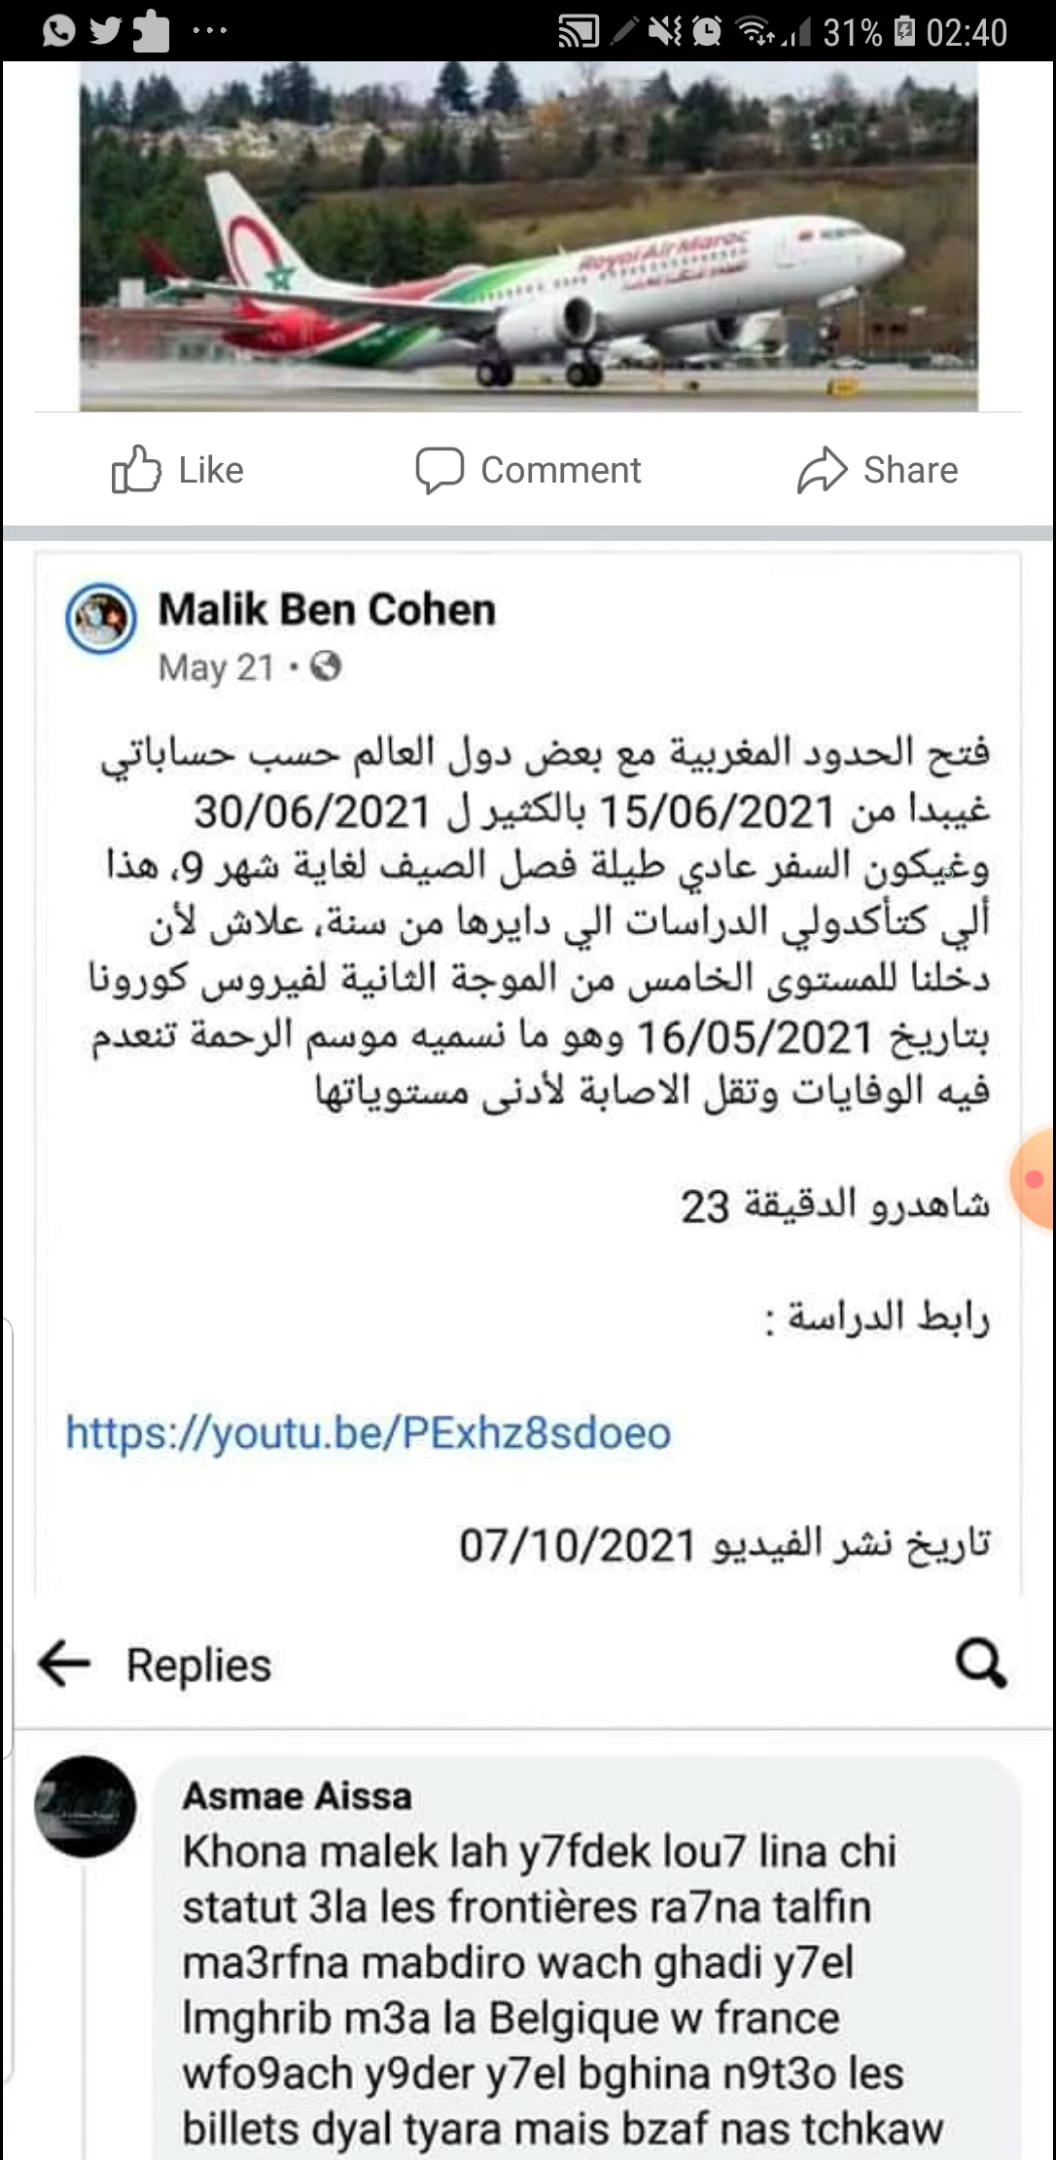 31% 02:40
Royal Air Maroc
Like Comment Share
Malik Ben Cohen
May 21 •
فتح الحدود المغربية مع بعض دول العالم حسب حساباتي
غيبدا من 15/06/2021 بالكثير ل 30/06/2021
وغيكون السفر عادي طيلة فصل الصيف لغاية شهر 9، هذا
ألي كتأكدولي الدراسات الي دايرها من سنة، علاش لأن
دخلنا للمستوى الخامس من الموجة الثانية لفيروس كورونا
بتاريخ 16/05/2021 وهو ما نسميه موسم الرحمة تنعدم
فيه الوفايات وتقل الاصابة لأدنى مستوياتها
شاهدرو الدقيقة 23
رابط الدراسة :
https://youtu.be/PExhz8sdoeo
تاريخ نشر الفيديو 07/10/2021
Replies
Asmae Aissa
Khona malek lah y7fdek lou7 lina chi
statut 3la les frontières ra7na talfin
ma3rfna mabdiro wach ghadi y7el
lmghrib m3a la Belgique w france
wfo9ach y9der y7el bghina n9t3o les
billets dyal tyara mais bzaf nas tchkaw